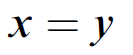 x = y